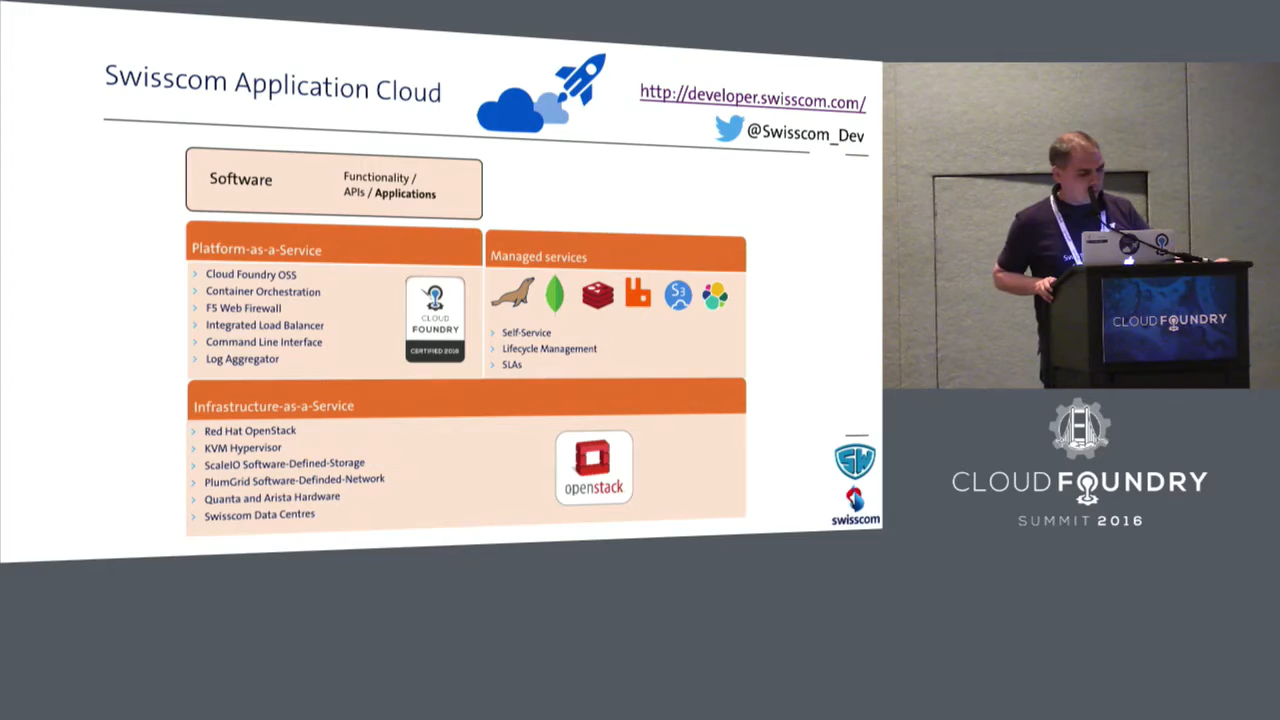 Swisscom Application Cloud
http://developer.swisscom.com/
@Swisscom_Dev
Software
Functionality /
APIs / Applications
Platform-as-a-Service
Cloud Foundry OSS
Container Orchestration
F5 Web Firewall
Integrated Load Balancer
Command Line Interface
Log Aggregator
CLOUD
FOUNDRY
CERTIFIED 2016
Managed services
S3
Self-Service
Lifecycle Management
SLAs
Infrastructure-as-a-Service
Red Hat OpenStack
KVM Hypervisor
ScaleIO Software-Defined-Storage
PlumGrid Software-Definded-Network
Quanta and Arista Hardware
Swisscom Data Centres
openstack
SW
swisscom
CLOUD FOUNDRY
CLOUD FOUNDRY
SUMMIT 2016